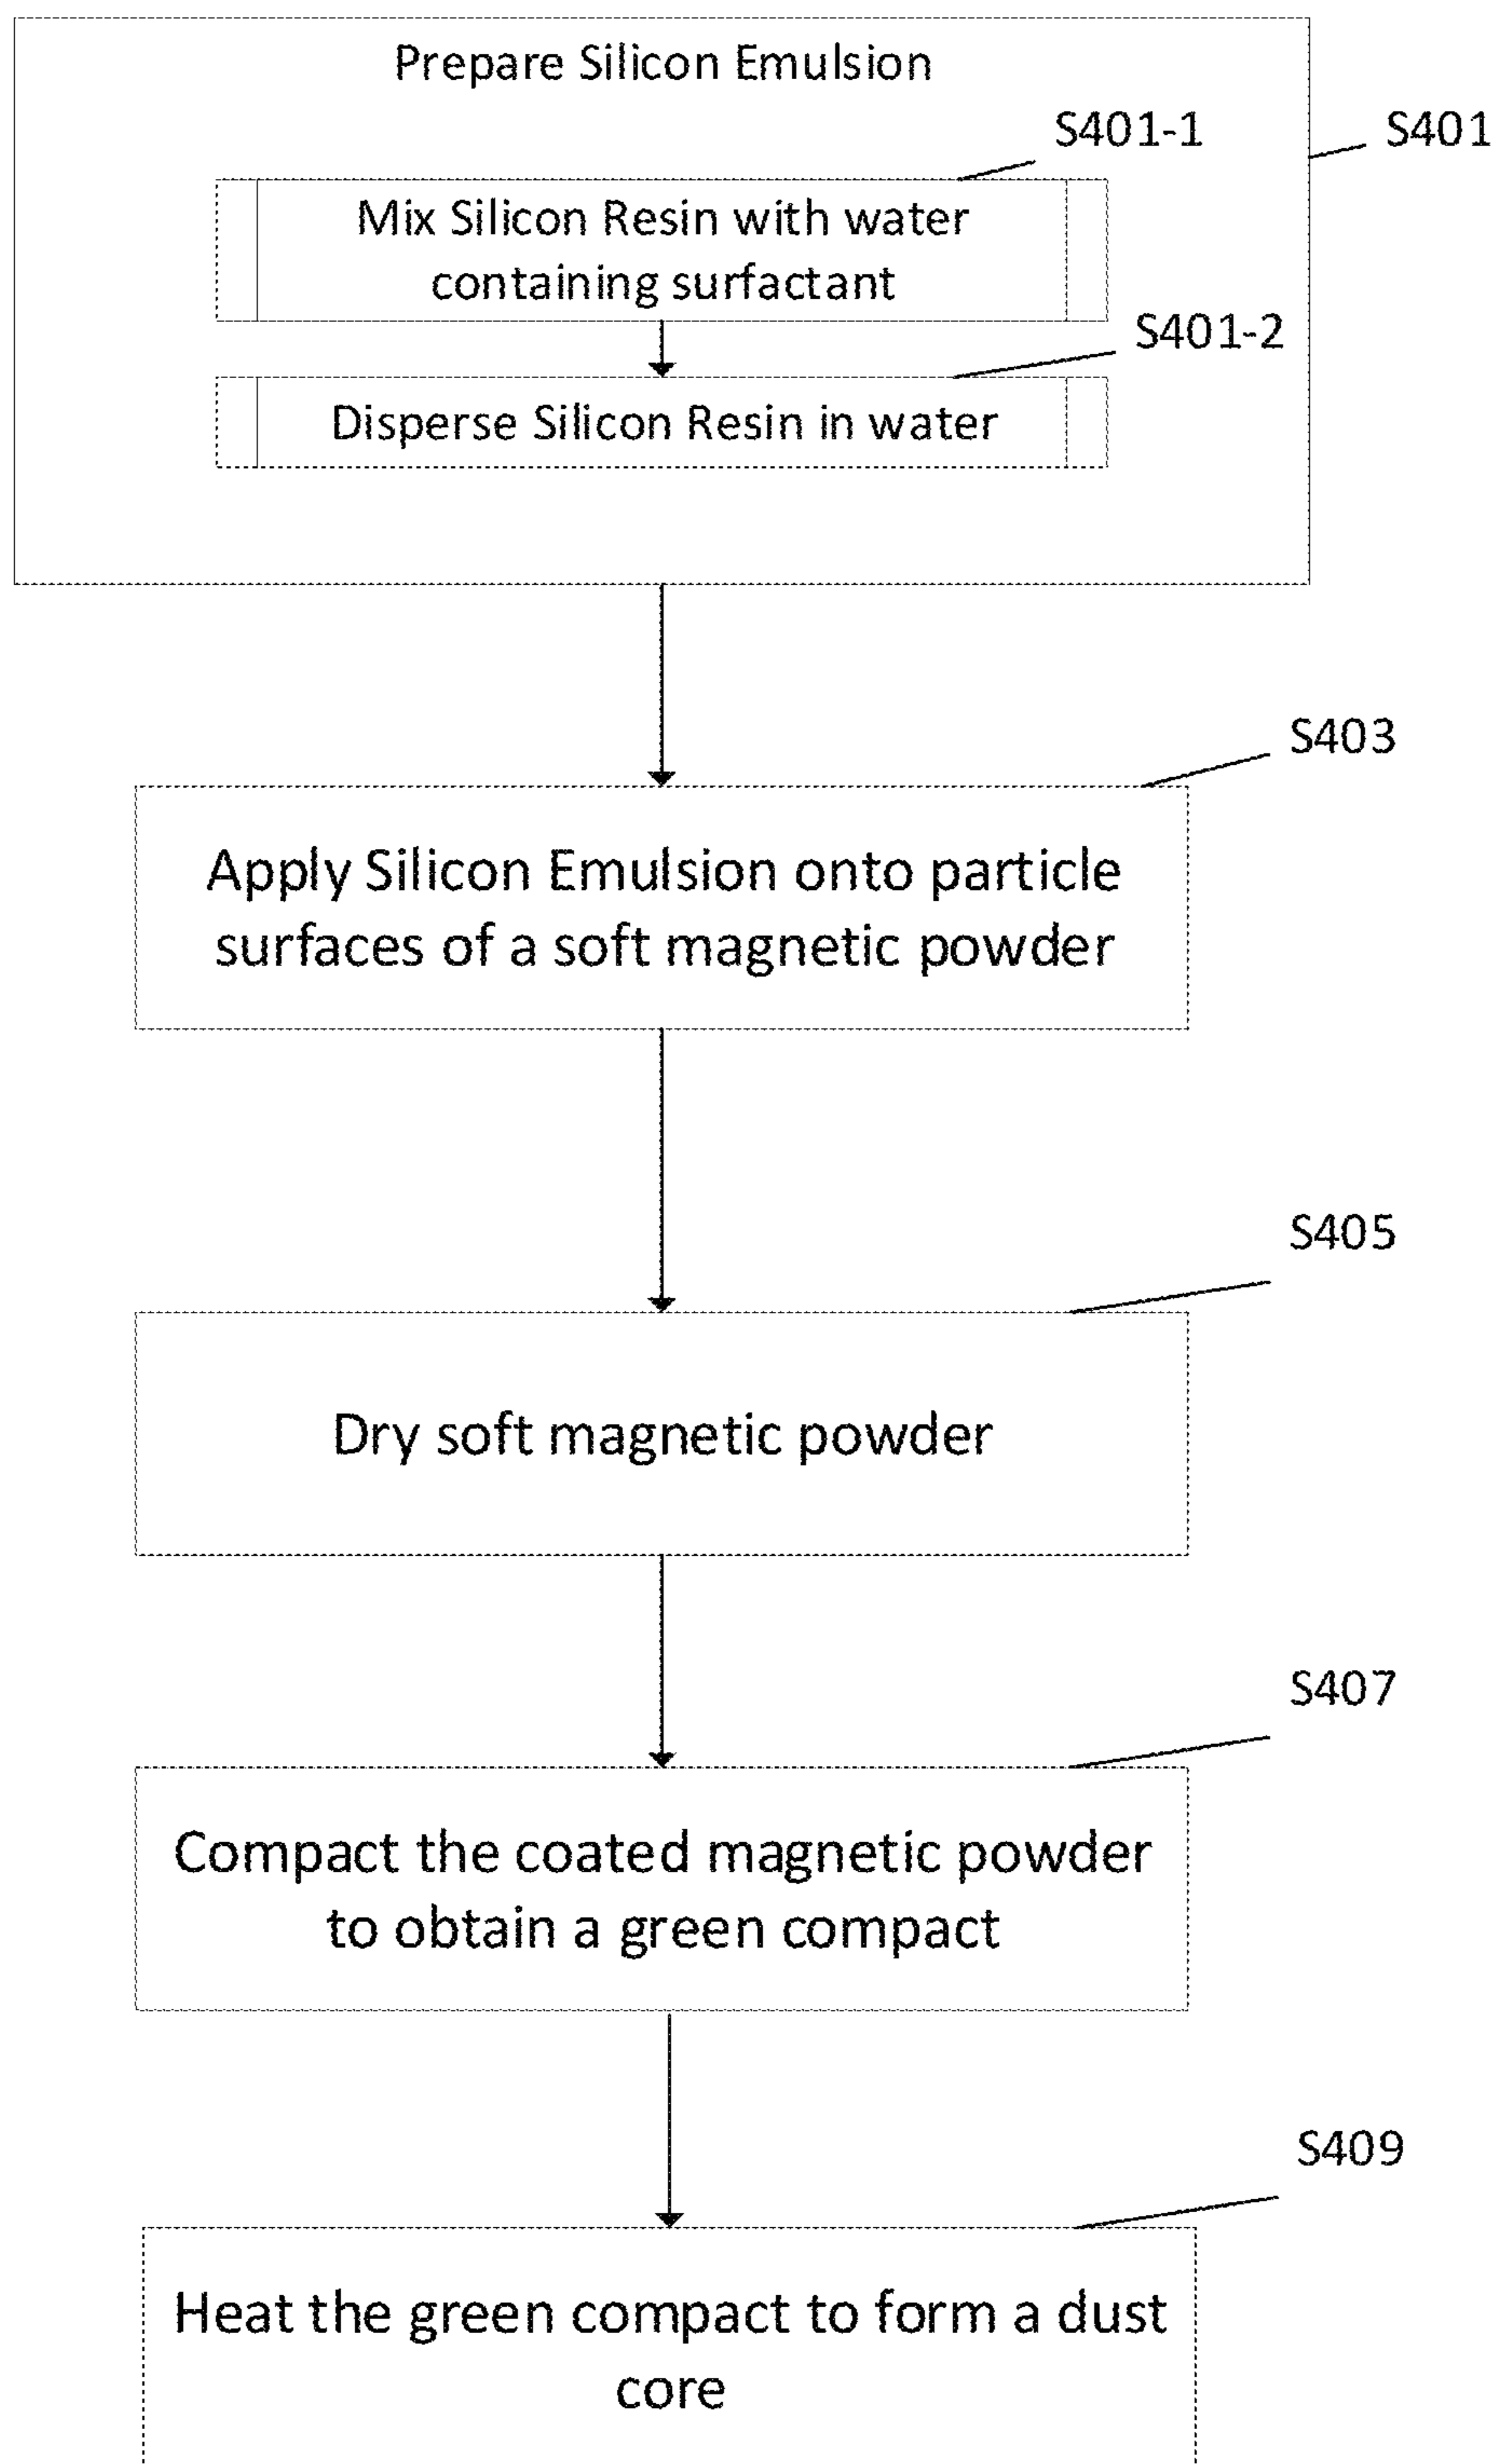 Prepare Silicon Emulsion
S401-1
S401
Mix Silicon Resin with water
containing surfactant
S401-2
Disperse Silicon Resin in water
S403
Apply Silicon Emulsion onto particle
surfaces of a soft magnetic powder
S405
Dry soft magnetic powder
S407
Compact the coated magnetic powder
to obtain a green compact
S409
Heat the green compact to form a dust
core